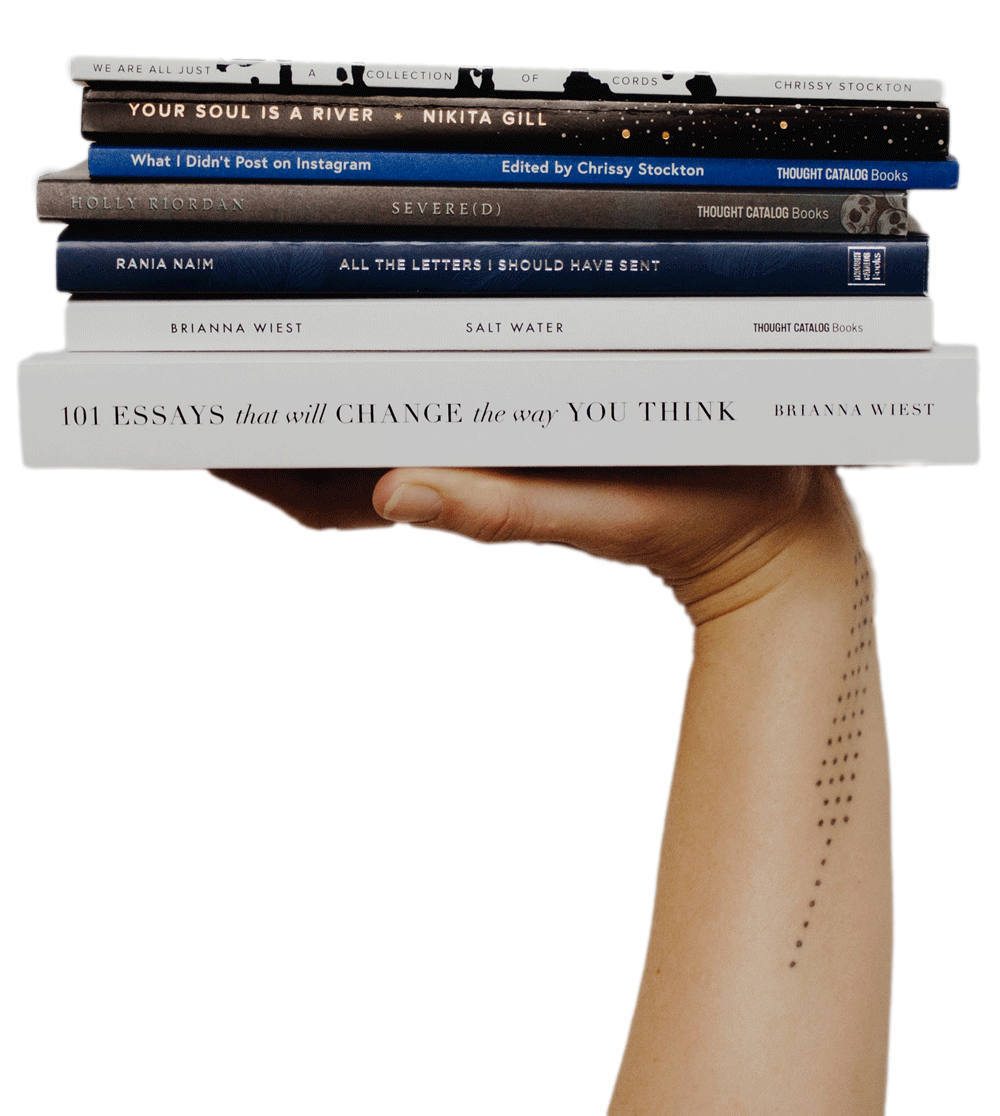 WE ARE ALL JUST A COLLECTION OF CORDS CHRISSY STOCKTON
YOUR SOUL IS A RIVER * NIKITA GILL
What I Didn't Post on Instagram Edited by Chrissy Stockton THOUGHT CATALOG Books
HOLLY RIORDAN SEVERE(D) THOUGHT CATALOG Books
RANIA NAIM ALL THE LETTERS I SHOULD HAVE SENT THOUGHT CATALOG Books
BRIANNA WIEST SALT WATER THOUGHT CATALOG Books
101 ESSAYS that will CHANGE the way YOU THINK BRIANNA WIEST